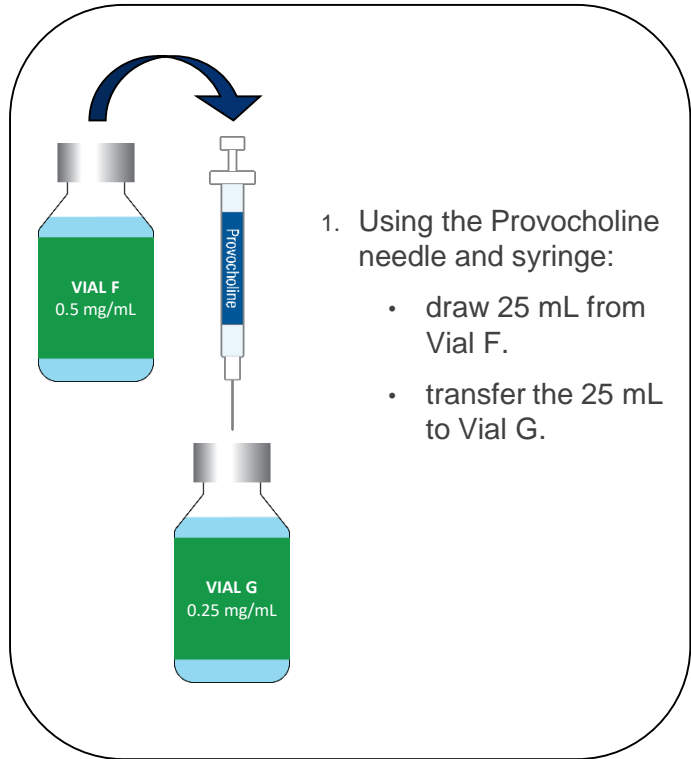 VIAL F
0.5 mg/mL
Provocholine
VIAL G
0.25 mg/mL
1. Using the Provocholine
needle and syringe:
• draw 25 mL from
Vial F.
• transfer the 25 mL
to Vial G.